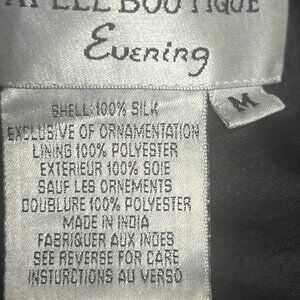 BOUTIQUE
Evening
M
SHELL: 100% SILK
EXCLUSIVE OF ORNAMENTATION
LINING 100% POLYESTER
EXTERIEUR 100% SOIE
SAUF LES ORNEMENTS
DOUBLURE 100% POLYESTER
MADE IN INDIA
FABRIQUER AUX INDES
SEE REVERSE FOR CARE
INSTURCTIONS AU VERSO